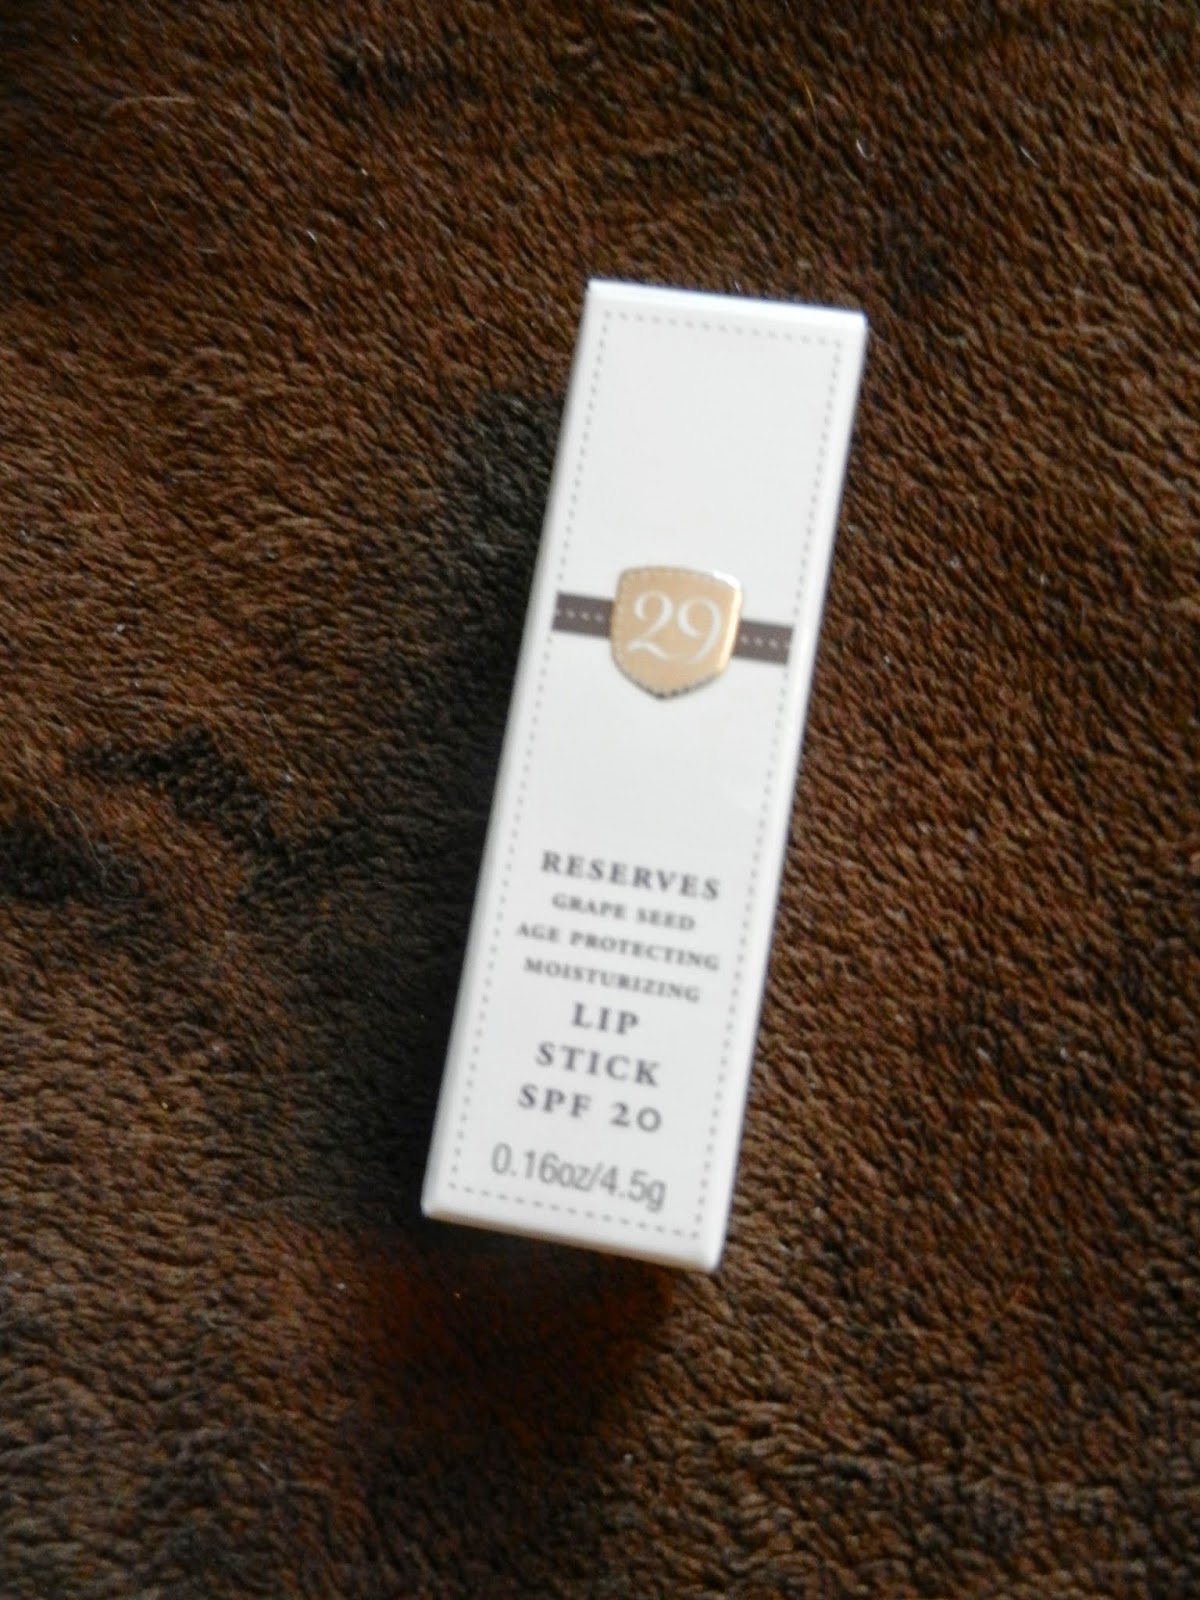 29
RESERVES
GRAPE SEED
AGE PROTECTING
MOISTURIZING
LIP
STICK
SPF 20
0.16oz/4.5g